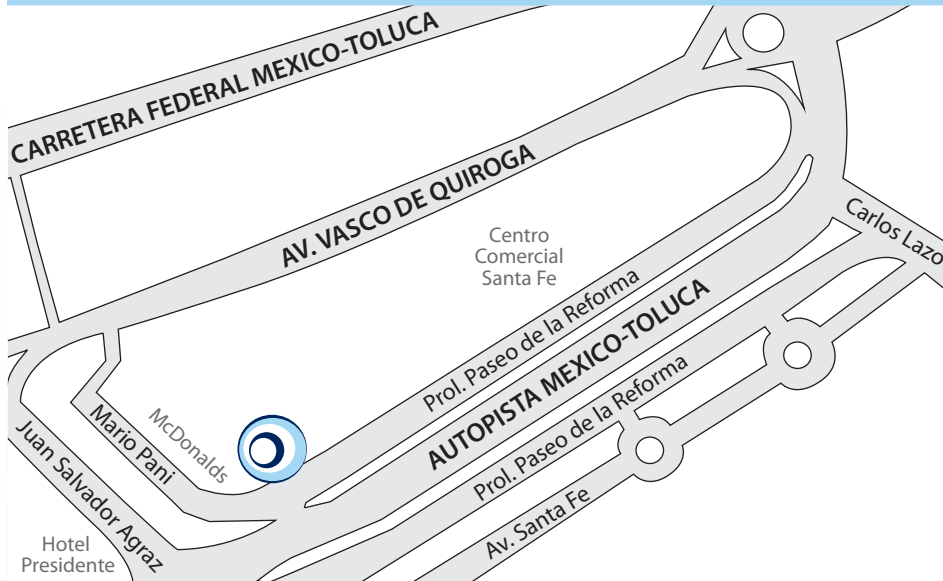 CARRETERA FEDERAL MEXICO-TOLUCA
AV. VASCO DE QUIROGA
Centro
Comercial
Santa Fe
Carlos Lazo
Prol. Paseo de la Reforma
AUTOPISTA MEXICO-TOLUCA
Prol. Paseo de la Reforma
Av. Santa Fe
McDonalds
Mario Pani
Juan Salvador Agraz
Hotel
Presidente